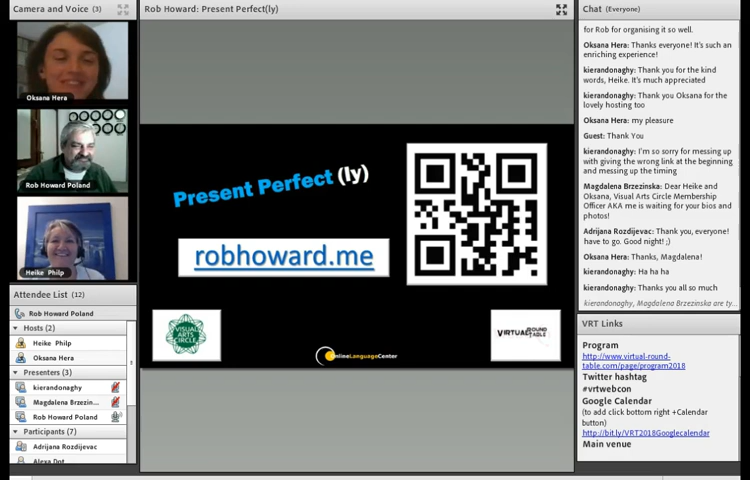 Camera and Voice (3)
Oksana Hera
Rob Howard Poland
Heike Philp
Attendee List (12)
Rob Howard Poland
Hosts (2)
Heike Philp
Oksana Hera
Presenters (3)
kierandonaghy
Magdalena Brzezin...
Rob Howard Poland
Participants (7)
Adrijana Rozdijevac
Alexa Dot
Rob Howard: Present Perfect(ly)
Present Perfect (ly)
robhoward.me
VISUAL
ARTS
CIRCLE
OnlineLanguageCenter
VIRTUAL ROUND
TABLE
Chat (Everyone)
for Rob for organising it so well.
Oksana Hera: Thanks everyone! It's such an
enriching experience!
kierandonaghy: Thank you for the kind
words, Heike. It's much appreciated
kierandonaghy: Thank you Oksana for the
lovely hosting too
Oksana Hera: my pleasure
Guest: Thank You
kierandonaghy: I'm so sorry for messing up
with giving the wrong link at the beginning
and messing up the timing
Magdalena Brzezinska: Dear Heike and
Oksana, Visual Arts Circle Membership
Officer AKA me is waiting for your bios and
photos!
Adrijana Rozdijevac: Thank you, everyone!
have to go. Good night! ;)
Oksana Hera: Thanks, Magdalena!
kierandonaghy: Ha ha ha
kierandonaghy: Thanks you all so much
kierandonaghy, Magdalena Brzezinska are ty...
VRT Links
Program
http://www.virtual-round-
table.com/page/program2018
Twitter hashtag
#vrtwebcon
Google Calendar
(to add click bottom right +Calendar
button)
http://bit.ly/VRT2018Googlecalendar
Main venue